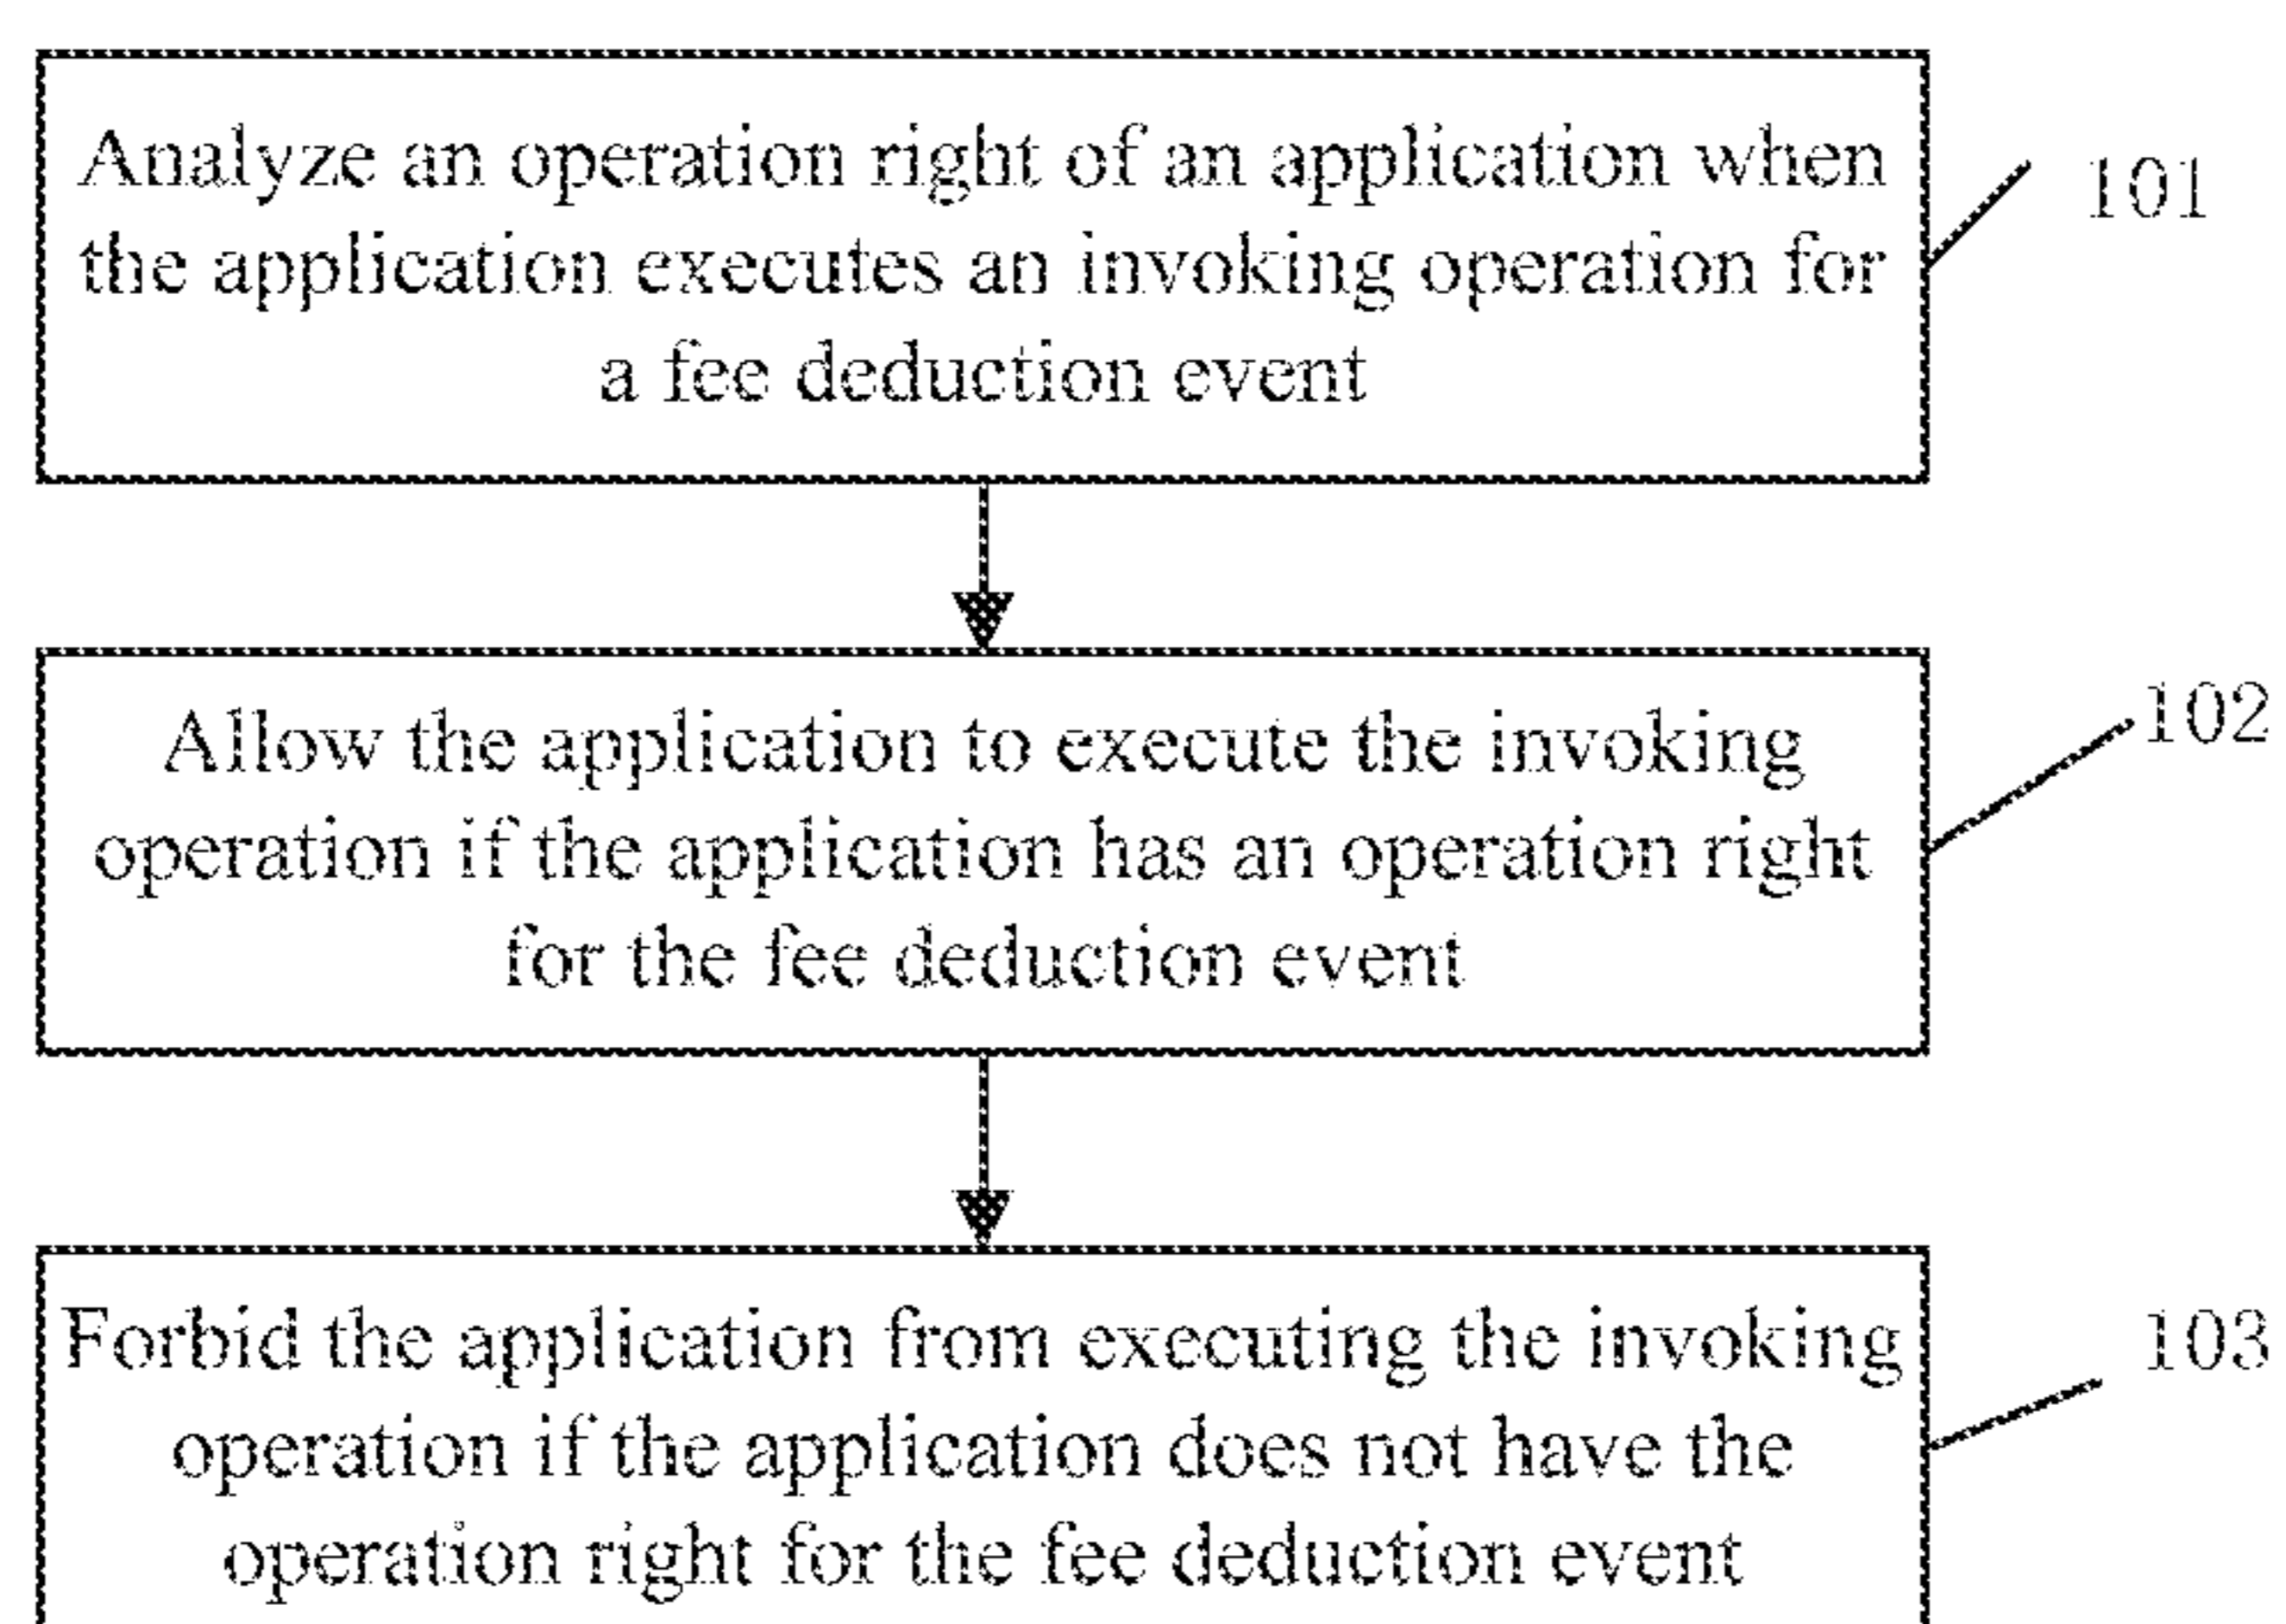 Analyze an operation right of an application when
the application executes an invoking operation for
a fee deduction event
101
Allow the application to execute the invoking
operation if the application has an operation right
for the fee deduction event
102
Forbid the application from executing the invoking
operation if the application does not have the
operation right for the fee deduction event
103